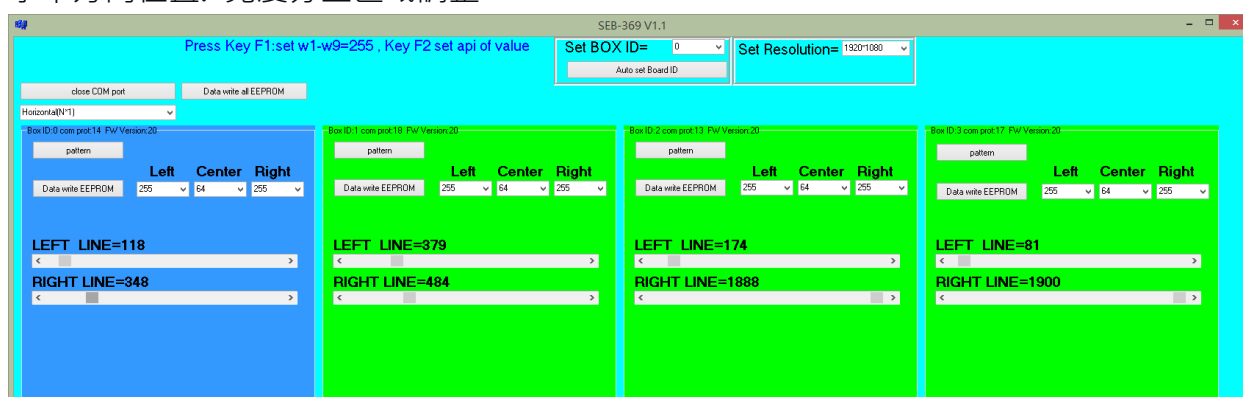 SEB-369 V1.1
Press Key F1:set w1-w9=255 , Key F2 set api of value
Set BOX ID= 0
Set Resolution= 1920*1080
Auto set Board ID
close COM port
Data write all EEPROM
Horizontal(N*1)
Box ID:0 com prot:14 FW Version:20
pattern
Left Center Right
Data write EEPROM 255 64 255
LEFT LINE=118
RIGHT LINE=348
Box ID:1 com prot:18 FW Version:20
pattern
Left Center Right
Data write EEPROM 255 64 255
LEFT LINE=379
RIGHT LINE=484
Box ID:2 com prot:13 FW Version:20
pattern
Left Center Right
Data write EEPROM 255 64 255
LEFT LINE=174
RIGHT LINE=1888
Box ID:3 com prot:17 FW Version:20
pattern
Left Center Right
Data write EEPROM 255 64 255
LEFT LINE=81
RIGHT LINE=1900